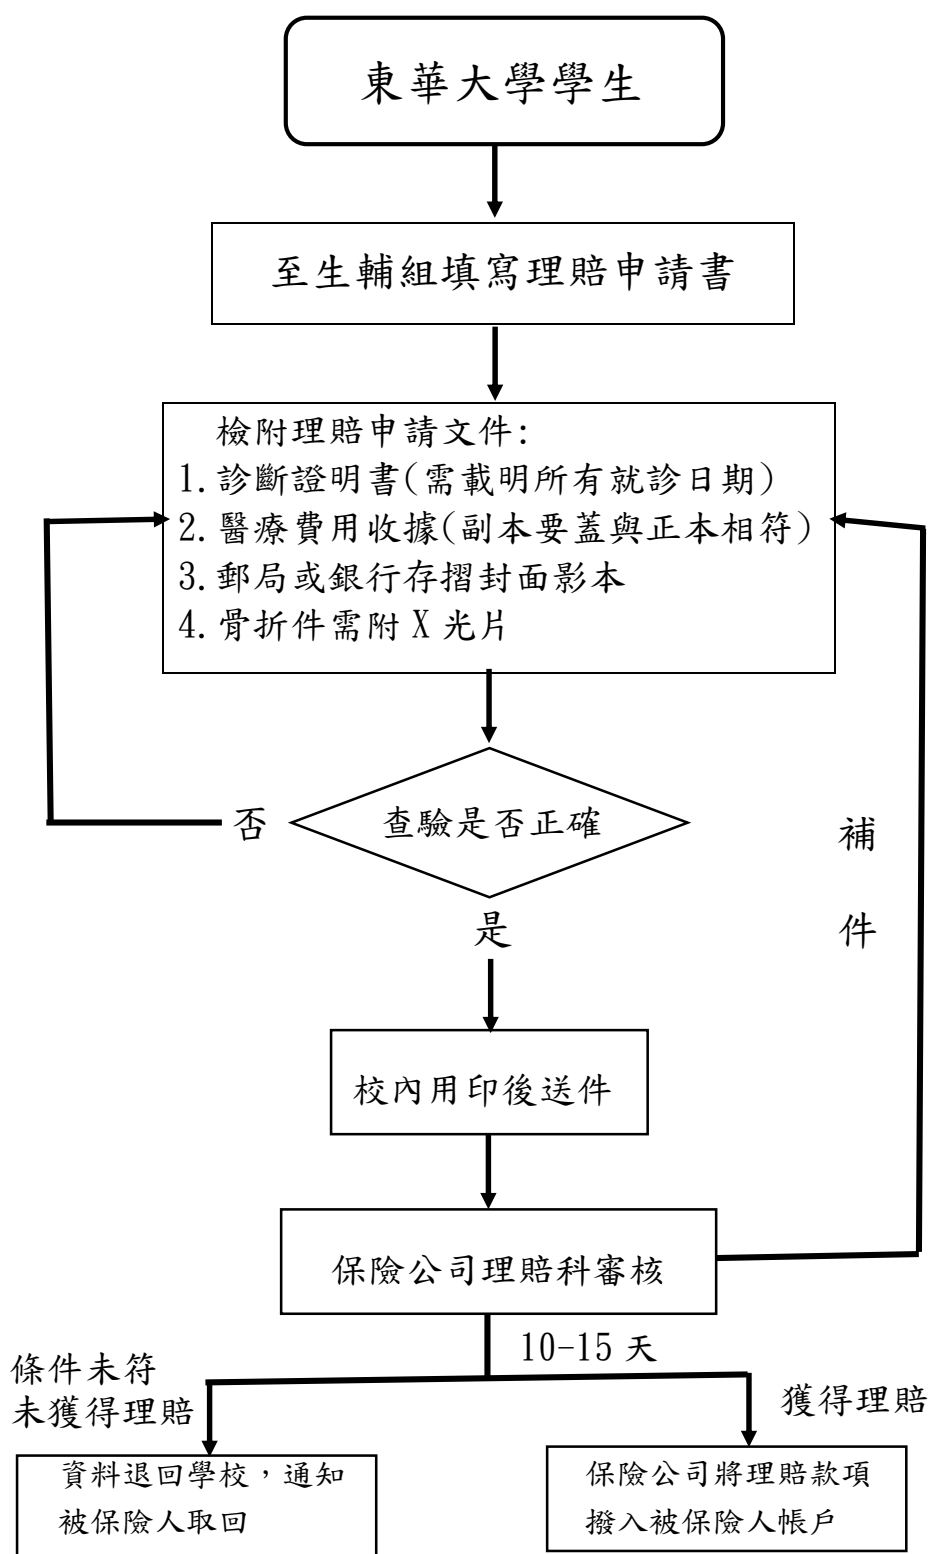 東華大學學生
至生輔組填寫理賠申請書
檢附理賠申請文件:
1.診斷證明書(需載明所有就診日期)
2.醫療費用收據(副本要蓋與正本相符)
3.郵局或銀行存摺封面影本
4.骨折件需附 X 光片
否
查驗是否正確
補
件
是
校內用印後送件
保險公司理賠科審核
10-15 天
條件未符
未獲得理賠
獲得理賠
資料退回學校，通知
被保險人取回
保險公司將理賠款項
撥入被保險人帳戶